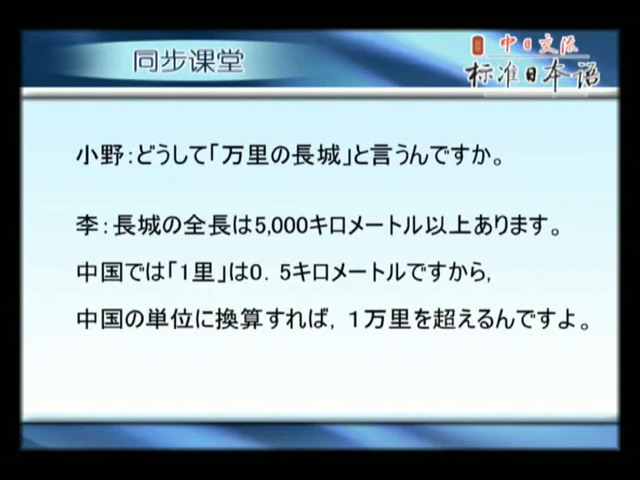 同步课堂
中日交流
标准日本语
小野：どうして「万里の長城」と言うんですか。
李：長城の全長は5,000キロメートル以上あります。
中国では「1里」は０．5キロメートルですから，
中国の単位に換算すれば，１万里を超えるんですよ。